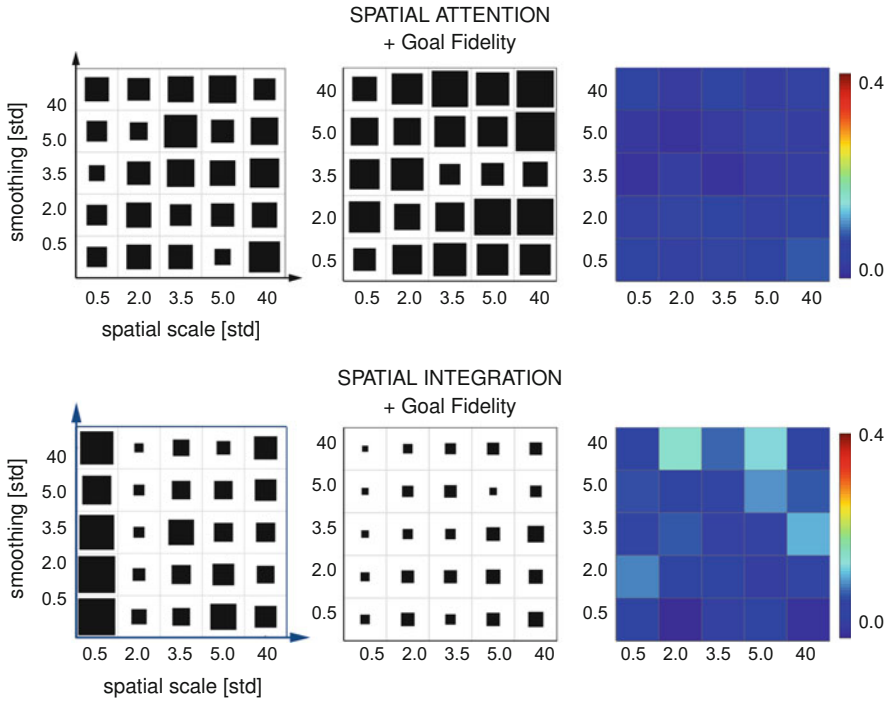 SPATIAL ATTENTION
+ Goal Fidelity
smoothing [std]
40
5.0
3.5
2.0
0.5
0.5 2.0 3.5 5.0 40
spatial scale [std]
40
5.0
3.5
2.0
0.5
0.5 2.0 3.5 5.0 40
0.5 2.0 3.5 5.0 40
40
5.0
3.5
2.0
0.5
0.4
0.0
SPATIAL INTEGRATION
+ Goal Fidelity
smoothing [std]
40
5.0
3.5
2.0
0.5
0.5 2.0 3.5 5.0 40
spatial scale [std]
40
5.0
3.5
2.0
0.5
0.5 2.0 3.5 5.0 40
40
5.0
3.5
2.0
0.5
0.5 2.0 3.5 5.0 40
0.4
0.0